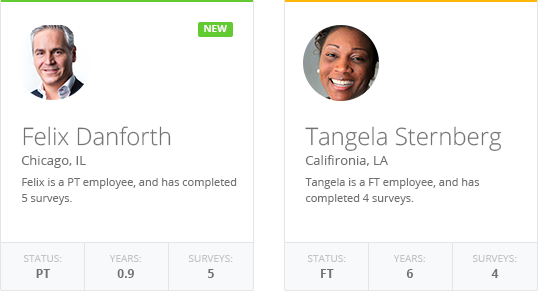 NEW
Felix Danforth
Chicago, IL
Felix is a PT employee, and has completed
5 surveys.
STATUS: YEARS: SURVEYS:
PT 0.9 5
Tangela Sternberg
Califironia, LA
Tangela is a FT employee, and has
completed 4 surveys.
STATUS: YEARS: SURVEYS:
FT 6 4